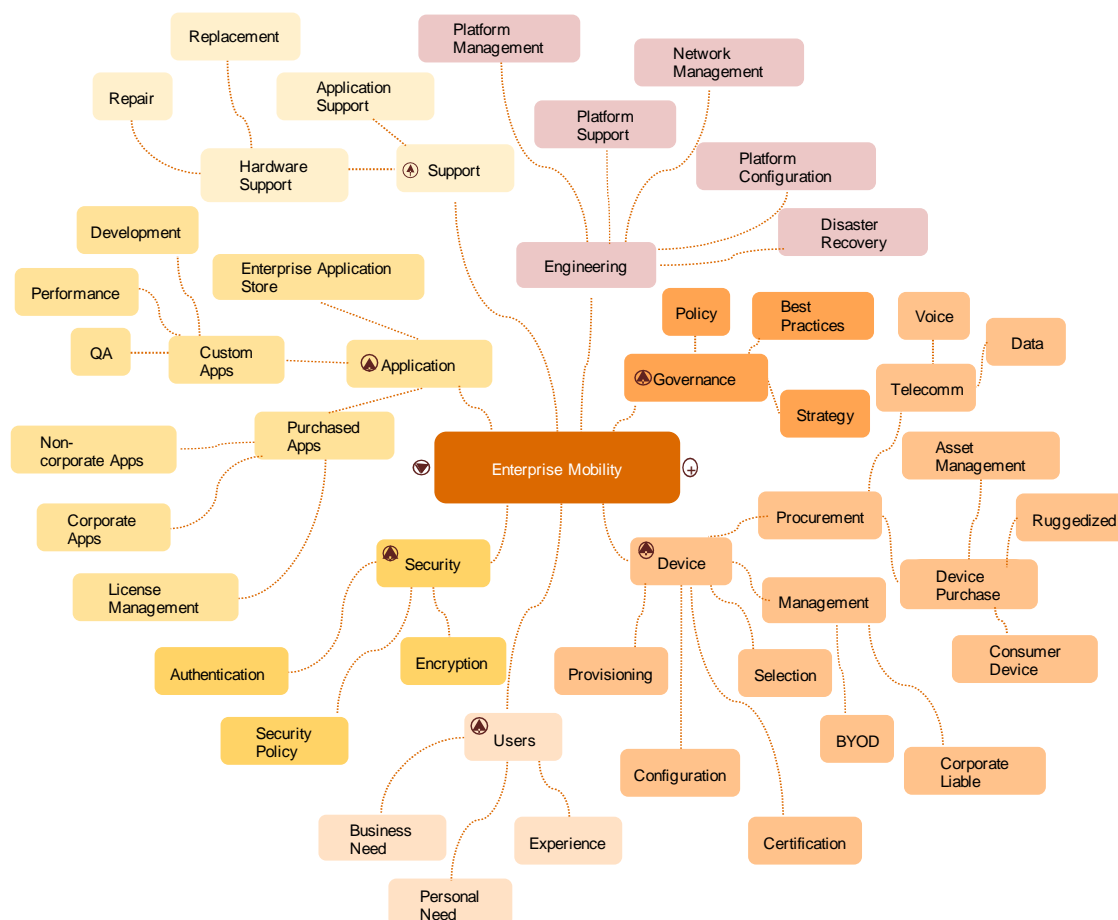 Replacement
Platform
Management
Network
Management
Repair
Application
Support
Platform
Support
Hardware
Support
Support
Platform
Configuration
Development
Disaster
Recovery
Enterprise Application
Store
Engineering
Performance
Policy
Best
Practices
Voice
Data
QA
Custom
Apps
Application
Governance
Telecomm
Strategy
Non-
corporate Apps
Purchased
Apps
Enterprise Mobility
Asset
Management
Corporate
Apps
Procurement
Ruggedized
Security
Device
License
Management
Management
Device
Purchase
Authentication
Encryption
Provisioning
Selection
Consumer
Device
Security
Policy
Users
BYOD
Configuration
Corporate
Liable
Business
Need
Experience
Certification
Personal
Need